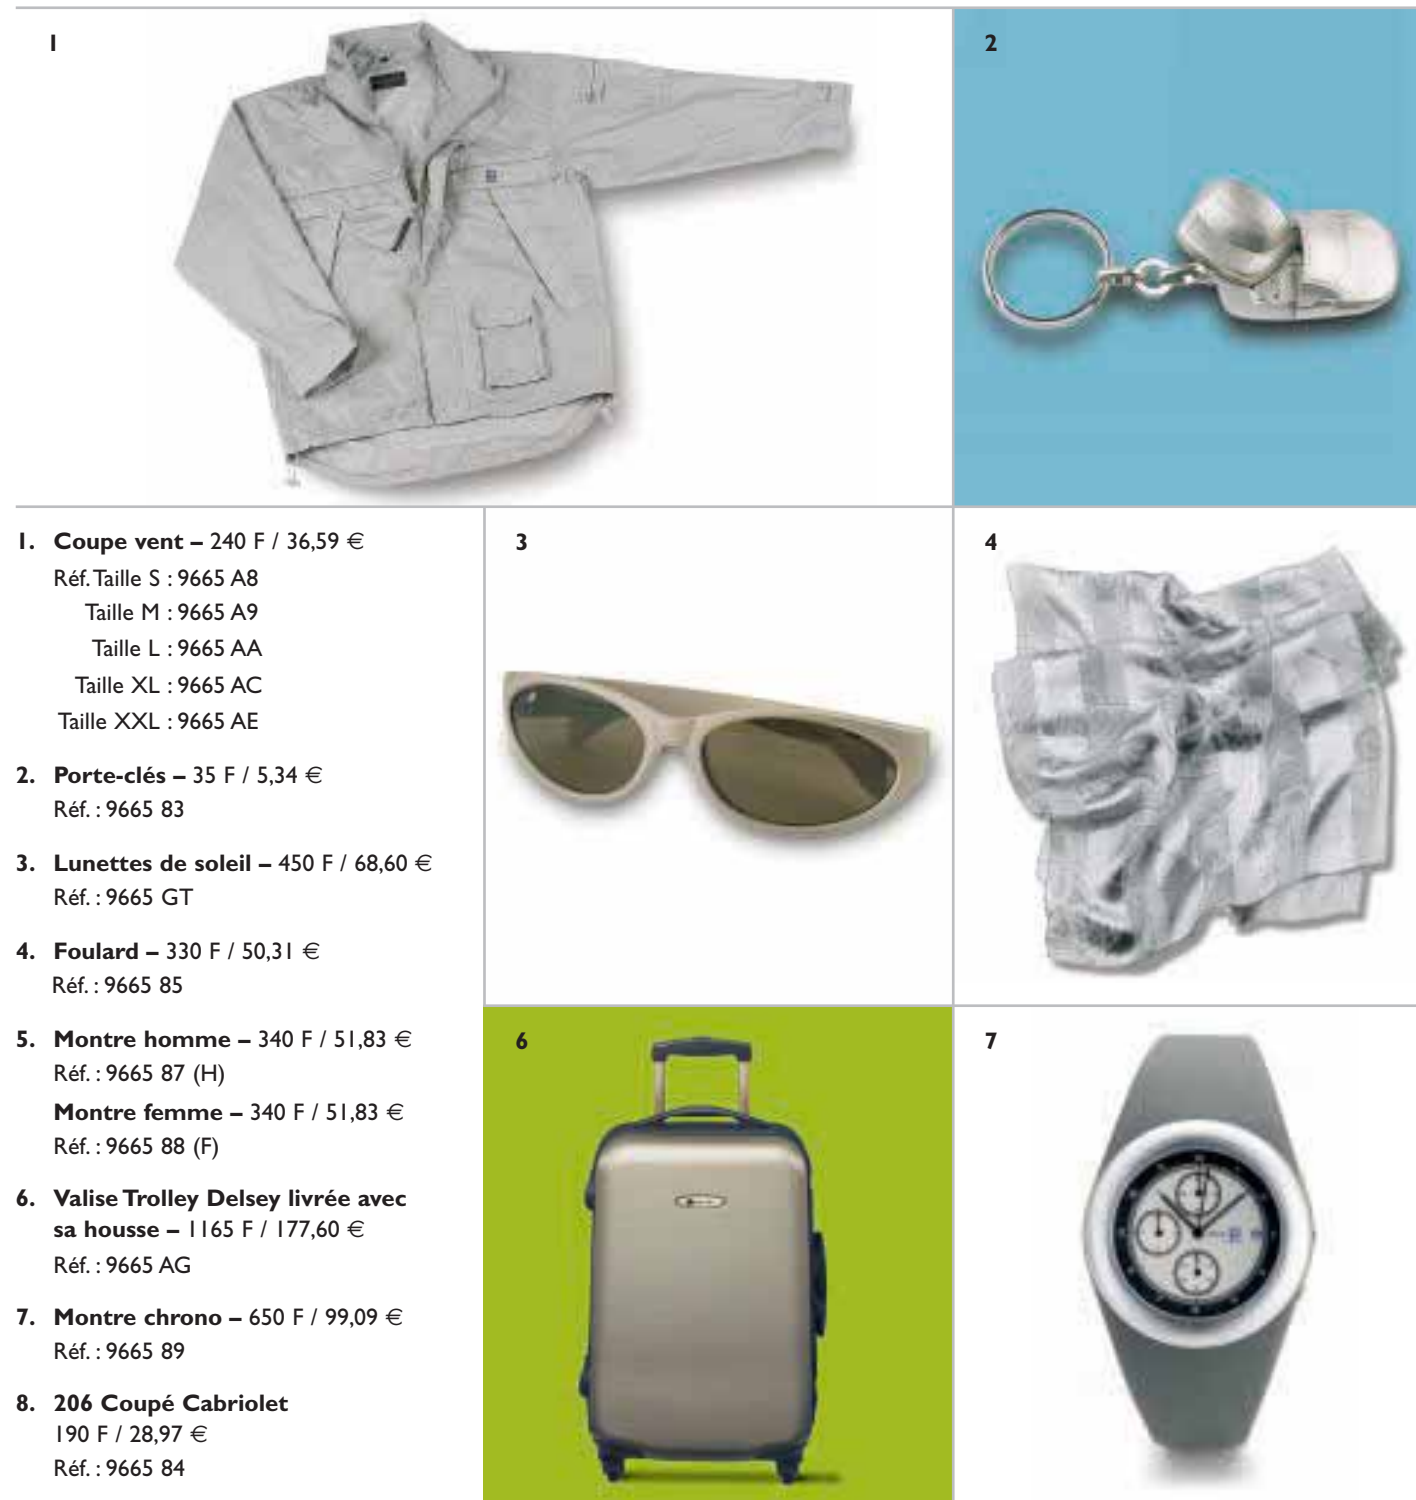 1
2
1. Coupe vent – 240 F / 36,59 €
Réf. Taille S : 9665 A8
Taille M : 9665 A9
Taille L : 9665 AA
Taille XL : 9665 AC
Taille XXL : 9665 AE
2. Porte-clés – 35 F / 5,34 €
Réf. : 9665 83
3. Lunettes de soleil – 450 F / 68,60 €
Réf. : 9665 GT
4. Foulard – 330 F / 50,31 €
Réf. : 9665 85
5. Montre homme – 340 F / 51,83 €
Réf. : 9665 87 (H)
Montre femme – 340 F / 51,83 €
Réf. : 9665 88 (F)
6. Valise Trolley Delsey livrée avec
sa housse – 1165 F / 177,60 €
Réf. : 9665 AG
7. Montre chrono – 650 F / 99,09 €
Réf. : 9665 89
8. 206 Coupé Cabriolet
190 F / 28,97 €
Réf. : 9665 84
3
4
6
7